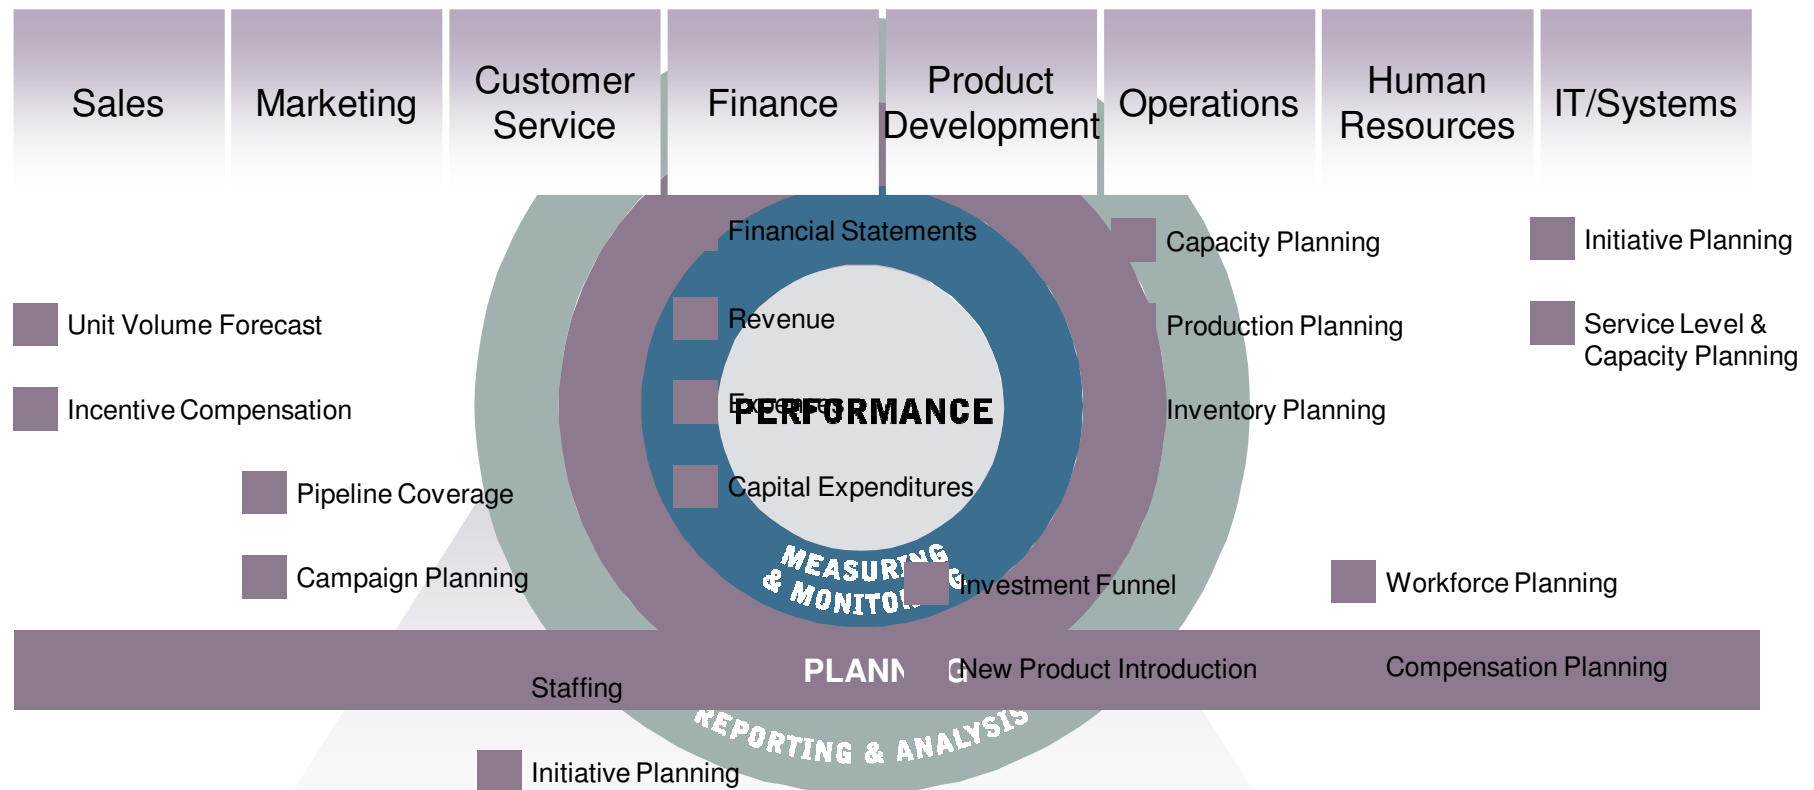 Sales
Marketing
Customer
Service
Finance
Product
Development
Operations
Human
Resources
IT/Systems
Financial Statements
Capacity Planning
Initiative Planning
Unit Volume Forecast
Revenue
Production Planning
Service Level &
Capacity Planning
Incentive Compensation
Expenses
PERFORMANCE
Inventory Planning
Pipeline Coverage
Capital Expenditures
Campaign Planning
MEASURING
& MONITO
G
Investment Funnel
Workforce Planning
Staffing
PLANN
G
New Product Introduction
Compensation Planning
REPORTING & ANALYSIS
Initiative Planning